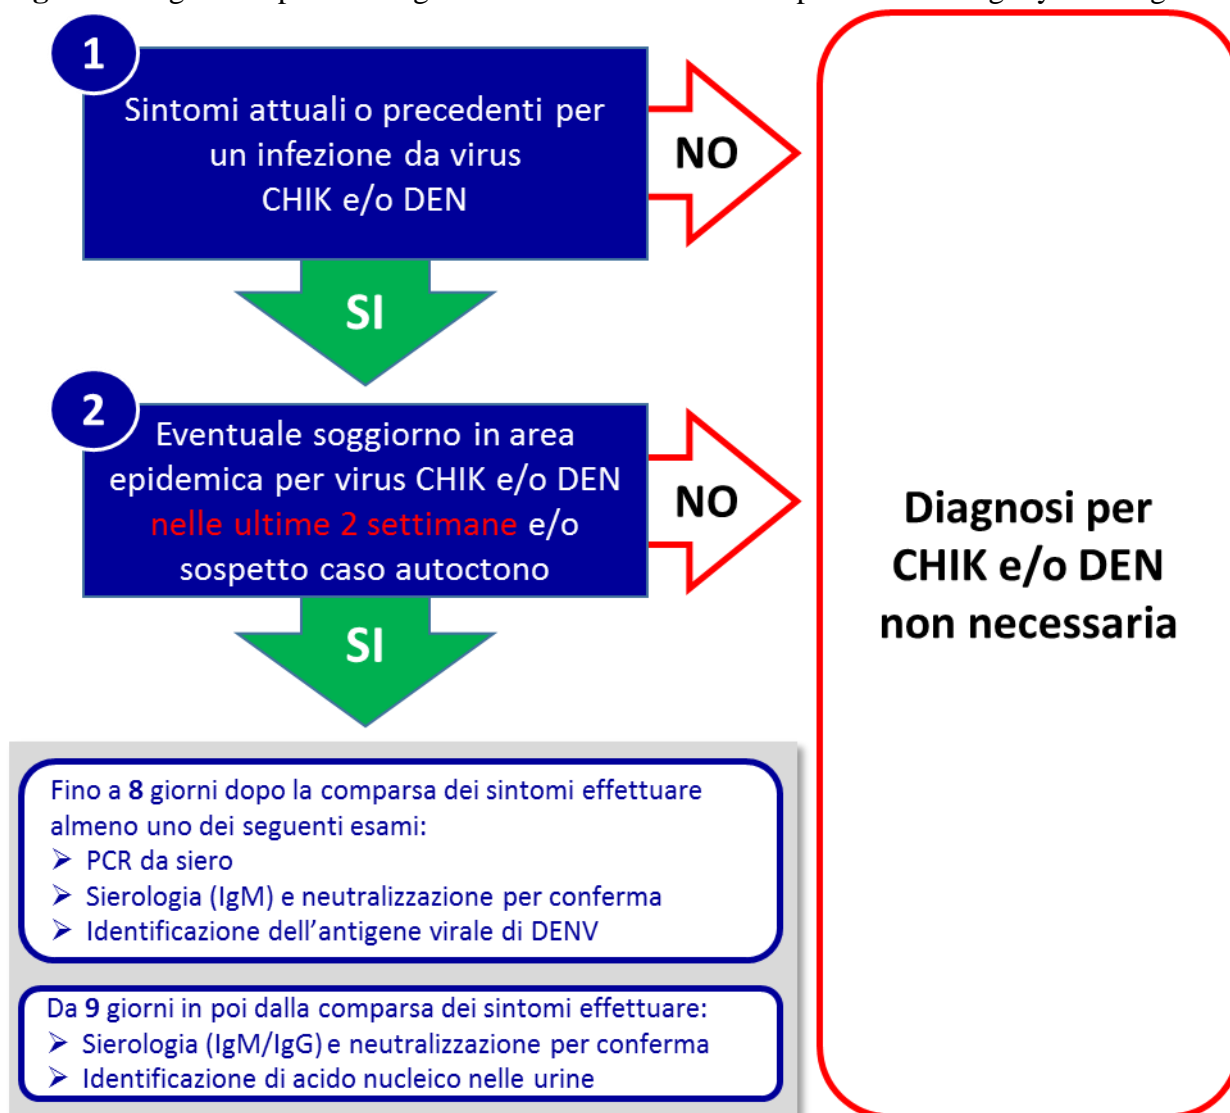 1
Sintomi attuali o precedenti per
un infezione da virus
CHIK e/o DEN
NO
SI
2
Eventuale soggiorno in area
epidemica per virus CHIK e/o DEN
nelle ultime 2 settimane e/o
sospetto caso autoctono
NO
SI
Diagnosi per
CHIK e/o DEN
non necessaria
Fino a 8 giorni dopo la comparsa dei sintomi effettuare
almeno uno dei seguenti esami:
➢ PCR da siero
➢ Sierologia (IgM) e neutralizzazione per conferma
➢ Identificazione dell’antigene virale di DENV
Da 9 giorni in poi dalla comparsa dei sintomi effettuare:
➢ Sierologia (IgM/IgG) e neutralizzazione per conferma
➢ Identificazione di acido nucleico nelle urine